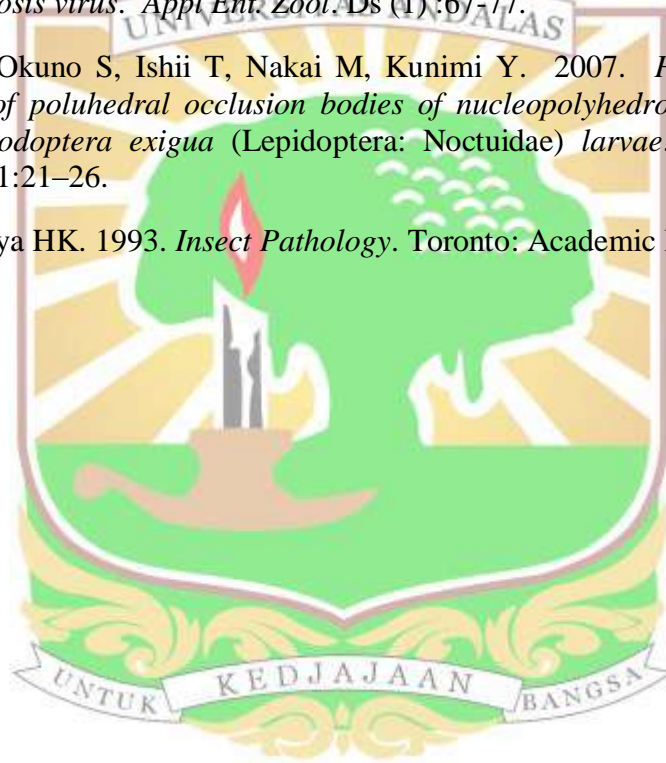 osis virus. Appl Ent. Zool. Ds (1) :67-77.
UNIVERSITAS ANDALAS
Okuno S, Ishii T, Nakai M, Kunimi Y. 2007.
of poluhedral occlusion bodies of nucleopolyhedro
odoptera exigua (Lepidoptera: Noctuidae) larvae.
1:21–26.
ya HK. 1993. Insect Pathology. Toronto: Academic
UNTUK KEDJAJAAN BANGSA